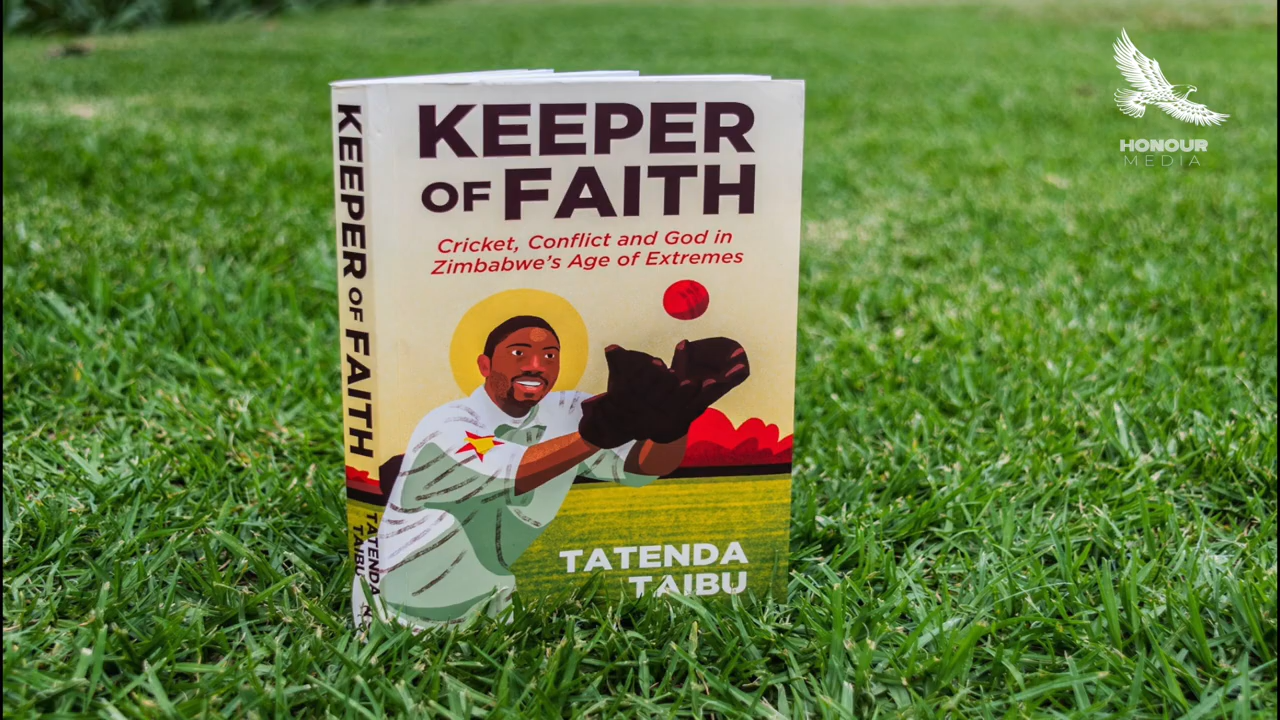 KEEPER
OF FAITH
Cricket, Conflict and God in
Zimbabwe's Age of Extremes
TATENDA
TAIBU
KEEPER OF FAITH
TATENDA
TAIBU
HONOUR
MEDIA